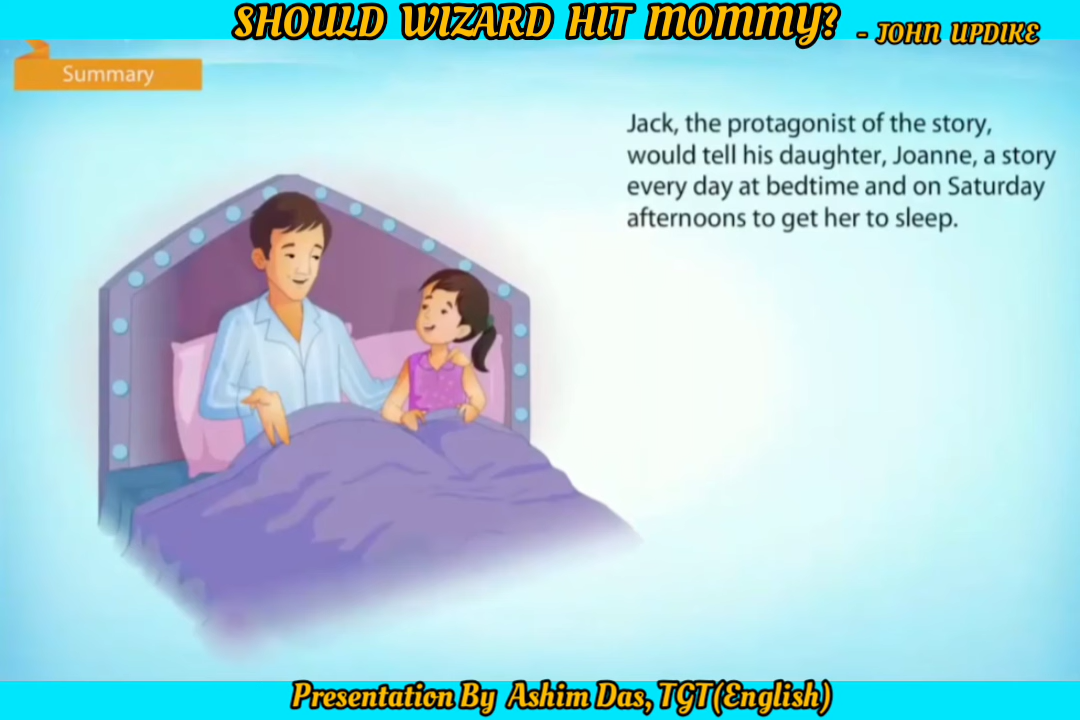 SHOULD WIZARD HIT MOMMY? - JOHN UPDIKE
Summary
Jack, the protagonist of the story,
would tell his daughter, Joanne, a story
every day at bedtime and on Saturday
afternoons to get her to sleep.
Presentation By Ashim Das, TGT(English)